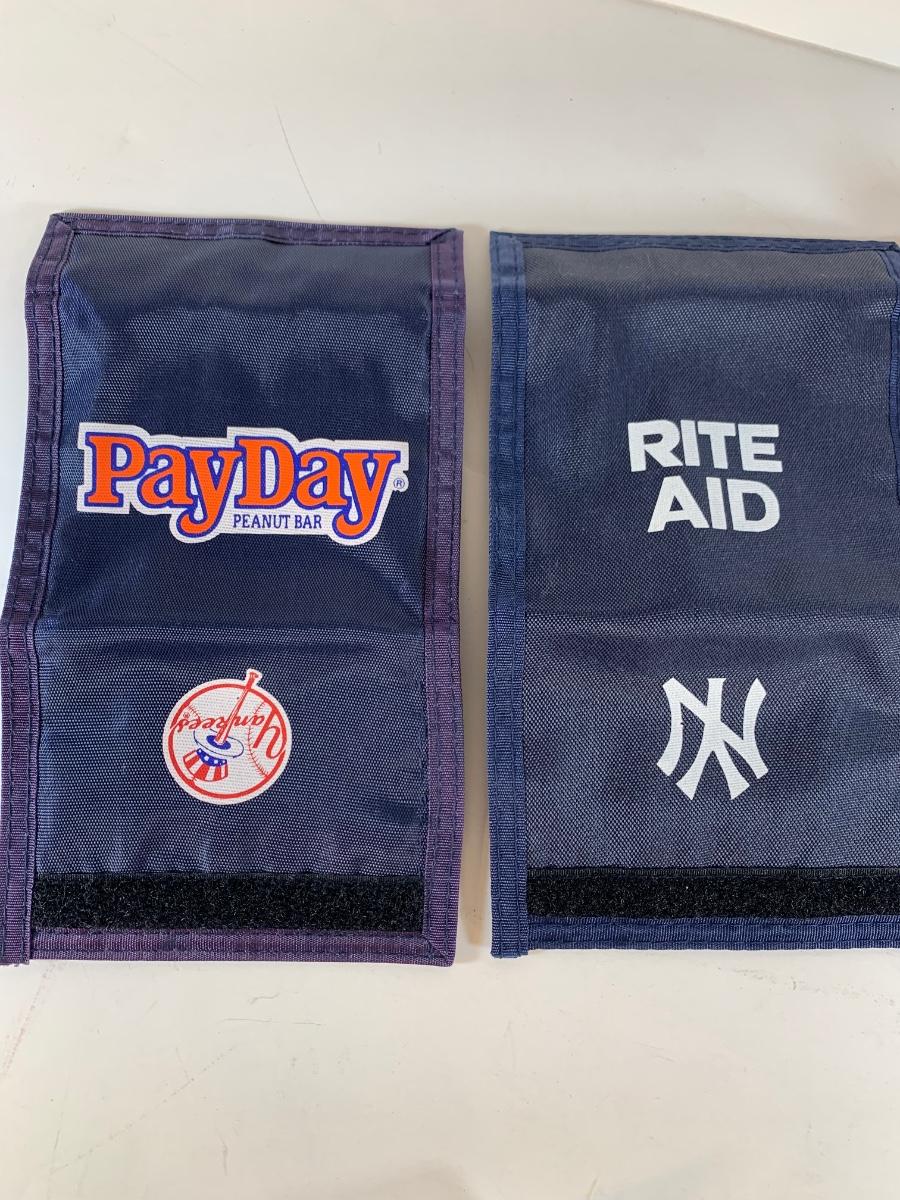 PayDay®
PEANUT BAR
Yankees®
RITE
AID
NY